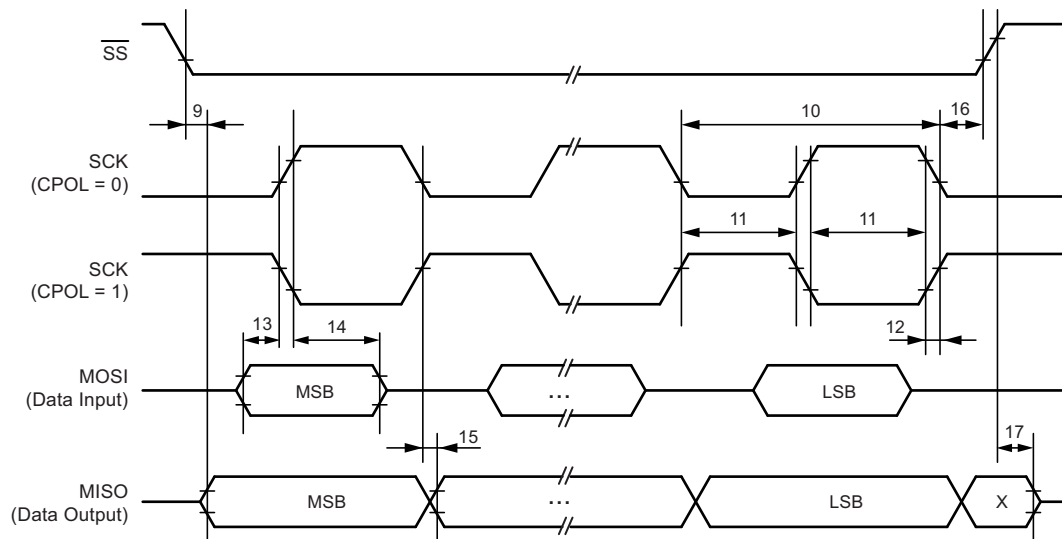 SS
9
10
16
SCK
(CPOL = 0)
11
11
SCK
(CPOL = 1)
13
14
12
MOSI
(Data Input)
MSB
...
LSB
15
17
MISO
(Data Output)
MSB
...
LSB
X